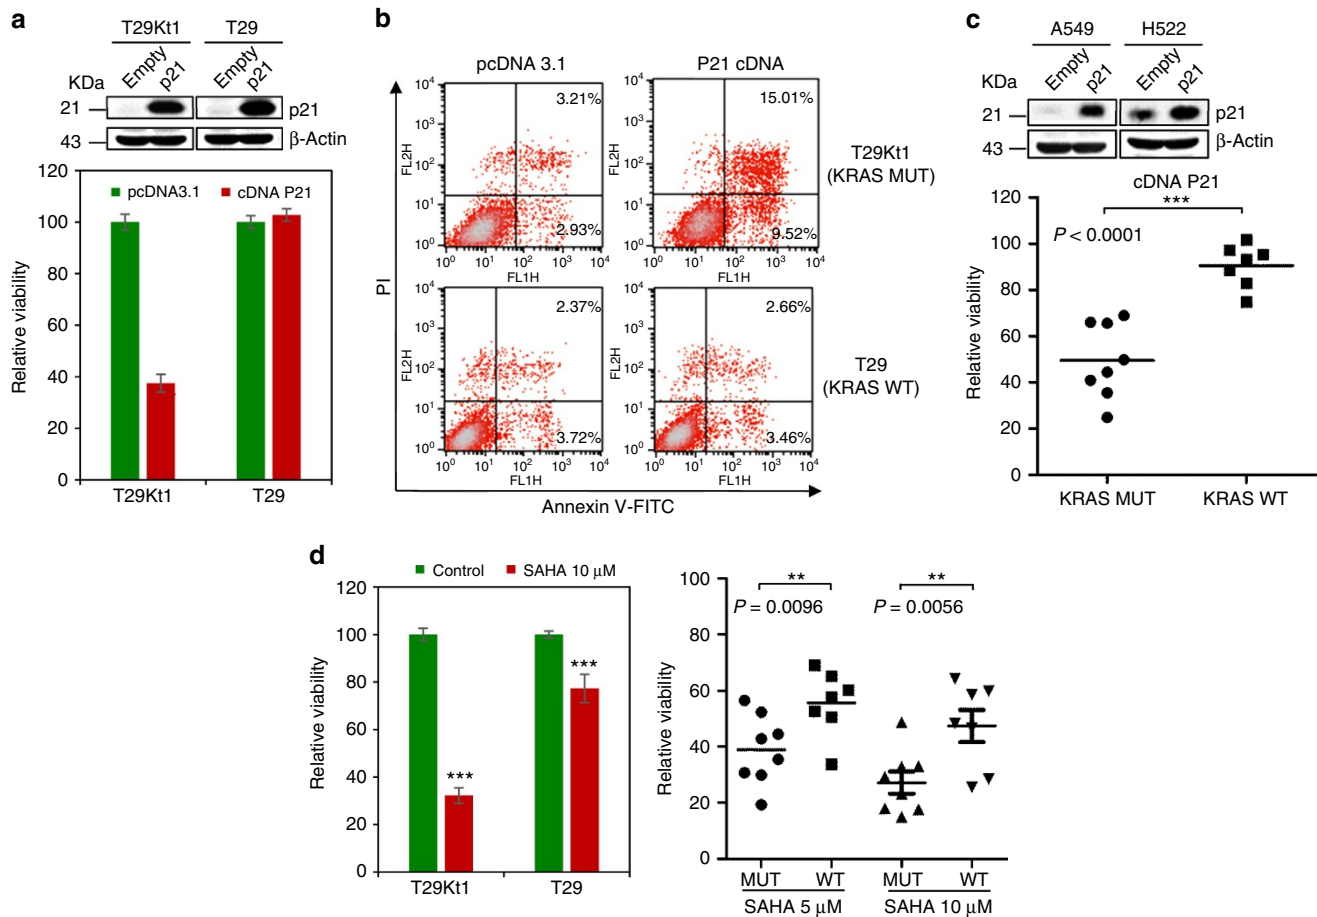 a
T29Kt1 T29
KDa Empty p21 Empty p21
21 p21
43 β-Actin
pcDNA3.1 cDNA P21
Relative viability
120
100
80
60
40
20
0
T29Kt1 T29
b
pcDNA 3.1 P21 cDNA
PI
FL2H
10⁴
10³
10²
10¹
10⁰
3.21%
2.93%
10⁰ 10¹ 10² 10³ 10⁴
FL1H
FL2H
10⁴
10³
10²
10¹
10⁰
15.01%
9.52%
10⁰ 10¹ 10² 10³ 10⁴
FL1H
T29Kt1
(KRAS MUT)
FL2H
10⁴
10³
10²
10¹
10⁰
2.37%
3.72%
10⁰ 10¹ 10² 10³ 10⁴
FL1H
FL2H
10⁴
10³
10²
10¹
10⁰
2.66%
3.46%
10⁰ 10¹ 10² 10³ 10⁴
FL1H
T29
(KRAS WT)
Annexin V-FITC
c
A549 H522
KDa Empty p21 Empty p21
21 p21
43 β-Actin
cDNA P21
***
P < 0.0001
Relative viability
120
100
80
60
40
20
0
KRAS MUT KRAS WT
d
Control SAHA 10 μM
Relative viability
120
100
80
60
40
20
0
*** ***
T29Kt1 T29
Relative viability
100
80
60
40
20
0
** **
P = 0.0096 P = 0.0056
MUT WT MUT WT
SAHA 5 μM SAHA 10 μM